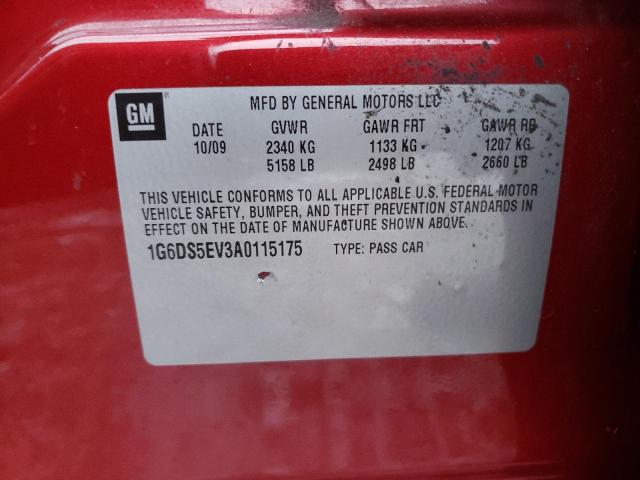 GM ®
MFD BY GENERAL MOTORS LLC
DATE GVWR GAWR FRT GAWR RR
10/09 2340 KG 1133 KG 1207 KG
5158 LB 2498 LB 2660 LB
THIS VEHICLE CONFORMS TO ALL APPLICABLE U.S. FEDERAL MOTOR
VEHICLE SAFETY, BUMPER, AND THEFT PREVENTION STANDARDS IN
EFFECT ON THE DATE OF MANUFACTURE SHOWN ABOVE.
1G6DS5EV3A0115175 TYPE: PASS CAR